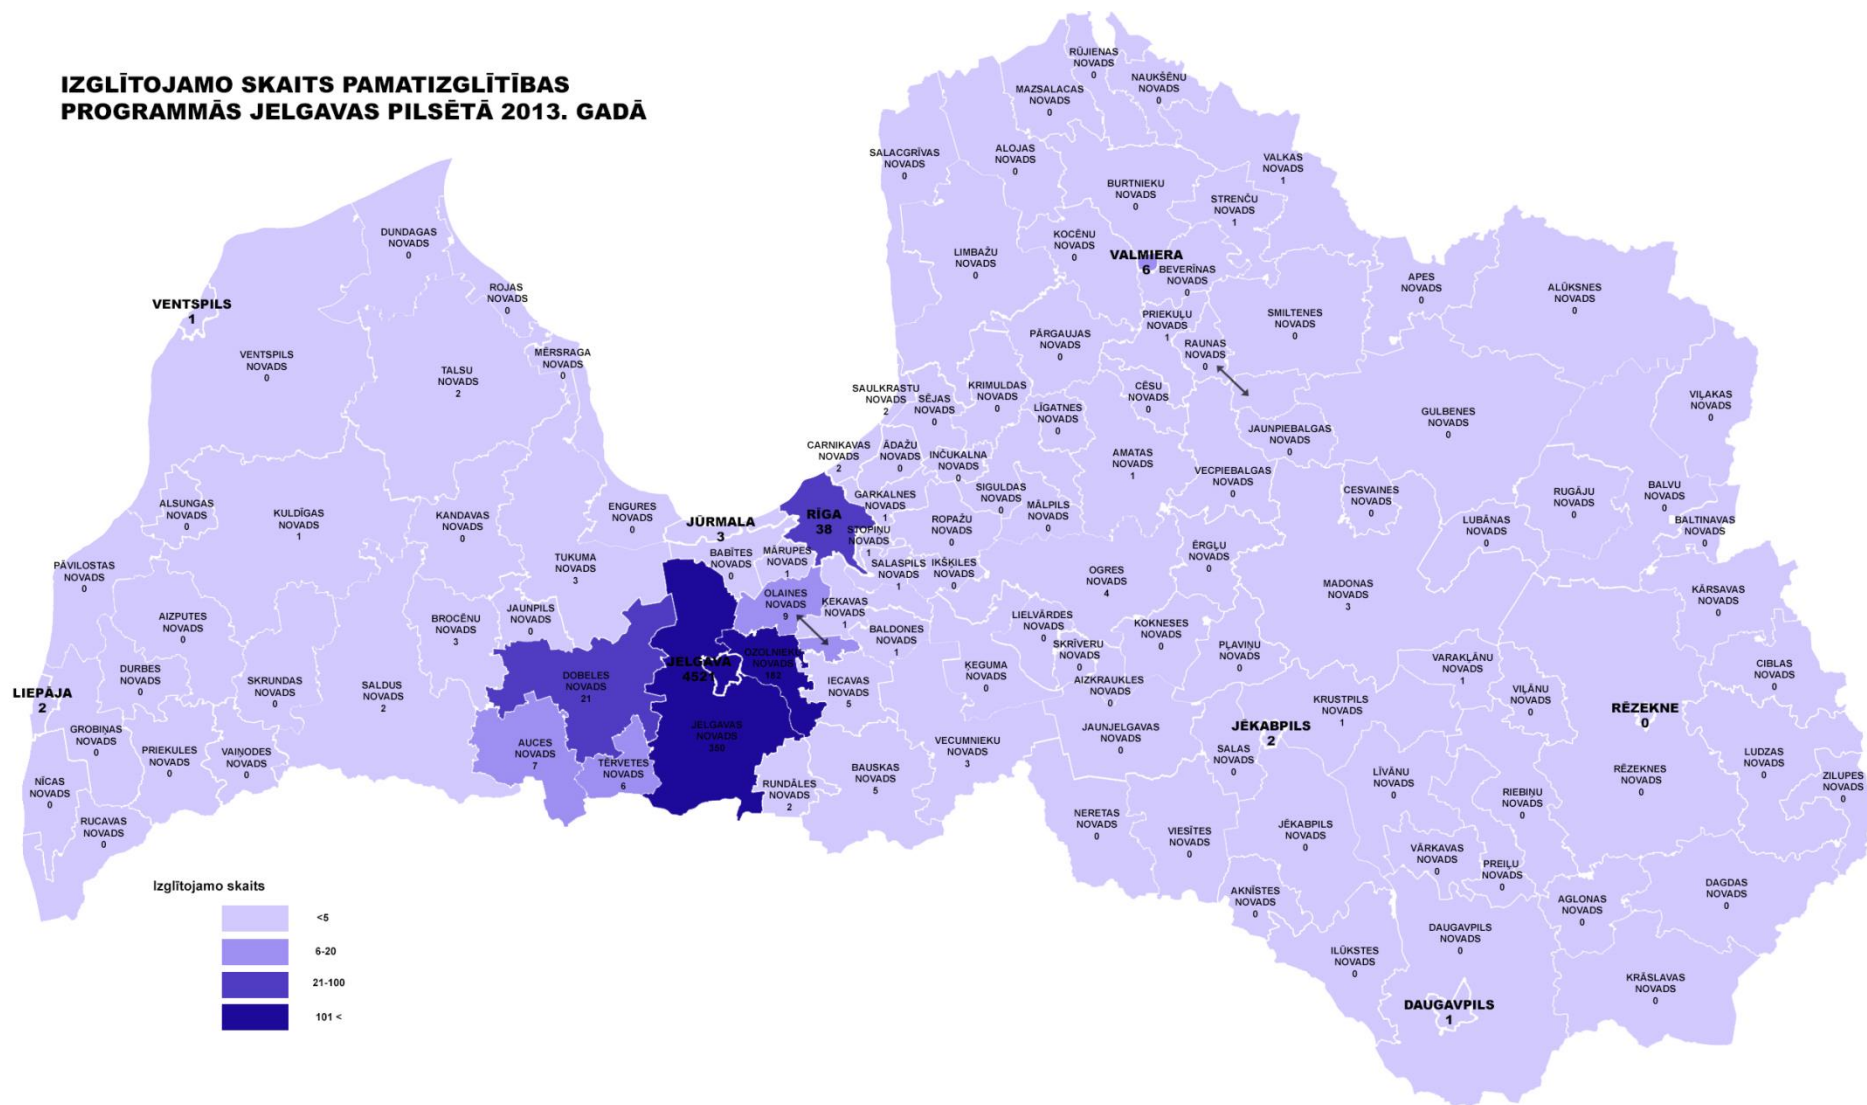 IZGLĪTOJAMO SKAITS PAMATIZGLĪTĪBAS
PROGRAMMĀS JELGAVAS PILSĒTĀ 2013. GADĀ
RŪJIENAS
NOVADS
0
NAUKŠĒNU
NOVADS
0
MAZSALACAS
NOVADS
0
SALACGRĪVAS
NOVADS
0
ALOJAS
NOVADS
0
VALKAS
NOVADS
1
BURTNIEKU
NOVADS
0
STRENČU
NOVADS
1
DUNDAGAS
NOVADS
0
KOCĒNU
NOVADS
0
LIMBAŽU
NOVADS
0
VALMIERA
6
BEVERĪNAS
NOVADS
0
APES
NOVADS
0
ALŪKSNES
NOVADS
0
ROJAS
NOVADS
0
VENTSPILS
1
PRIEKUĻU
NOVADS
1
SMILTENES
NOVADS
0
PĀRGAUJAS
NOVADS
0
RAUNAS
NOVADS
0
VENTSPILS
NOVADS
0
MĒRSRAGA
NOVADS
0
TALSU
NOVADS
2
SAULKRASTU
NOVADS
2
SĒJAS
NOVADS
0
KRIMULDAS
NOVADS
0
CĒSU
NOVADS
0
LĪGATNES
NOVADS
0
VIĻAKAS
NOVADS
0
GULBENES
NOVADS
0
JAUNPIEBALGAS
NOVADS
0
CARNIKAVAS
NOVADS
2
ĀDAŽU
NOVADS
0
INČUKALNA
NOVADS
0
AMATAS
NOVADS
1
VECPIEBALGAS
NOVADS
0
SIGULDAS
NOVADS
0
MĀLPILS
NOVADS
0
CESVAINES
NOVADS
0
RUGĀJU
NOVADS
0
BALVU
NOVADS
0
BALTINAVAS
NOVADS
0
LUBĀNAS
NOVADS
0
ALSUNGAS
NOVADS
0
KULDĪGAS
NOVADS
1
KANDAVAS
NOVADS
0
ENGURES
NOVADS
0
JŪRMALA
3
RĪGA
38
GARKALNES
NOVADS
1
ROPAŽU
NOVADS
0
STOPIŅU
NOVADS
1
TUKUMA
NOVADS
3
BABĪTES
NOVADS
0
MĀRUPES
NOVADS
1
SALASPILS
NOVADS
1
IKŠĶILES
NOVADS
0
OGRES
NOVADS
4
ĒRGĻU
NOVADS
0
MADONAS
NOVADS
3
KĀRSAVAS
NOVADS
0
PĀVILOSTAS
NOVADS
0
AIZPUTES
NOVADS
0
BROCĒNU
NOVADS
3
JAUNPILS
NOVADS
0
OLAINES
NOVADS
9
ĶEKAVAS
NOVADS
1
BALDONES
NOVADS
1
LIELVĀRDES
NOVADS
0
SKRĪVERU
NOVADS
0
KOKNESES
NOVADS
0
PĻAVIŅU
NOVADS
0
VARAKĻĀNU
NOVADS
1
VIĻĀNU
NOVADS
0
CIBLAS
NOVADS
0
DURBES
NOVADS
0
SKRUNDAS
NOVADS
0
SALDUS
NOVADS
2
DOBELES
NOVADS
21
JELGAVA
4521
OZOLNIEKU
NOVADS
182
IECAVAS
NOVADS
5
ĶEGUMA
NOVADS
0
AIZKRAUKLES
NOVADS
0
LIEPĀJA
2
GROBIŅAS
NOVADS
0
PRIEKULES
NOVADS
0
VAIŅODES
NOVADS
0
AUCES
NOVADS
7
TĒRVETES
NOVADS
6
JELGAVAS
NOVADS
350
VECUMNIEKU
NOVADS
3
JAUNJELGAVAS
NOVADS
0
JĒKABPILS
2
KRUSTPILS
NOVADS
1
RĒZEKNE
0
SALAS
NOVADS
0
LUDZAS
NOVADS
0
NĪCAS
NOVADS
0
RUNDĀLES
NOVADS
2
BAUSKAS
NOVADS
5
LĪVĀNU
NOVADS
0
RĒZEKNES
NOVADS
0
ZILUPES
NOVADS
0
RIEBIŅU
NOVADS
0
RUCAVAS
NOVADS
0
NERETAS
NOVADS
0
VIESĪTES
NOVADS
0
JĒKABPILS
NOVADS
0
VĀRKAVAS
NOVADS
0
PREIĻU
NOVADS
0
AKNĪSTES
NOVADS
0
AGLONAS
NOVADS
0
DAGDAS
NOVADS
0
DAUGAVPILS
NOVADS
0
ILŪKSTES
NOVADS
0
KRĀSLAVAS
NOVADS
0
DAUGAVPILS
1
Izglītojamo skaits
<5
6-20
21-100
101 <